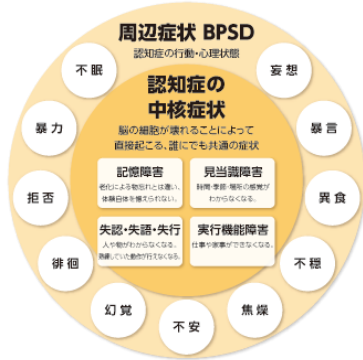 周辺症状 BPSD
認知症の行動・心理状態
不眠
妄想
認知症の
中核症状
脳の細胞が壊れることによって
直接起こる、誰にでも共通の症状
暴力
暴言
記憶障害
老化による物忘れとは違い、
体験自体を憶えられない。
見当識障害
時間・季節・場所の感覚が
わからなくなる。
拒否
異食
失認・失語・失行
人や物がわからなくなる。
熟練していた動作が行えなくなる。
実行機能障害
仕事や家事ができなくなる。
徘徊
不穏
幻覚
焦燥
不安